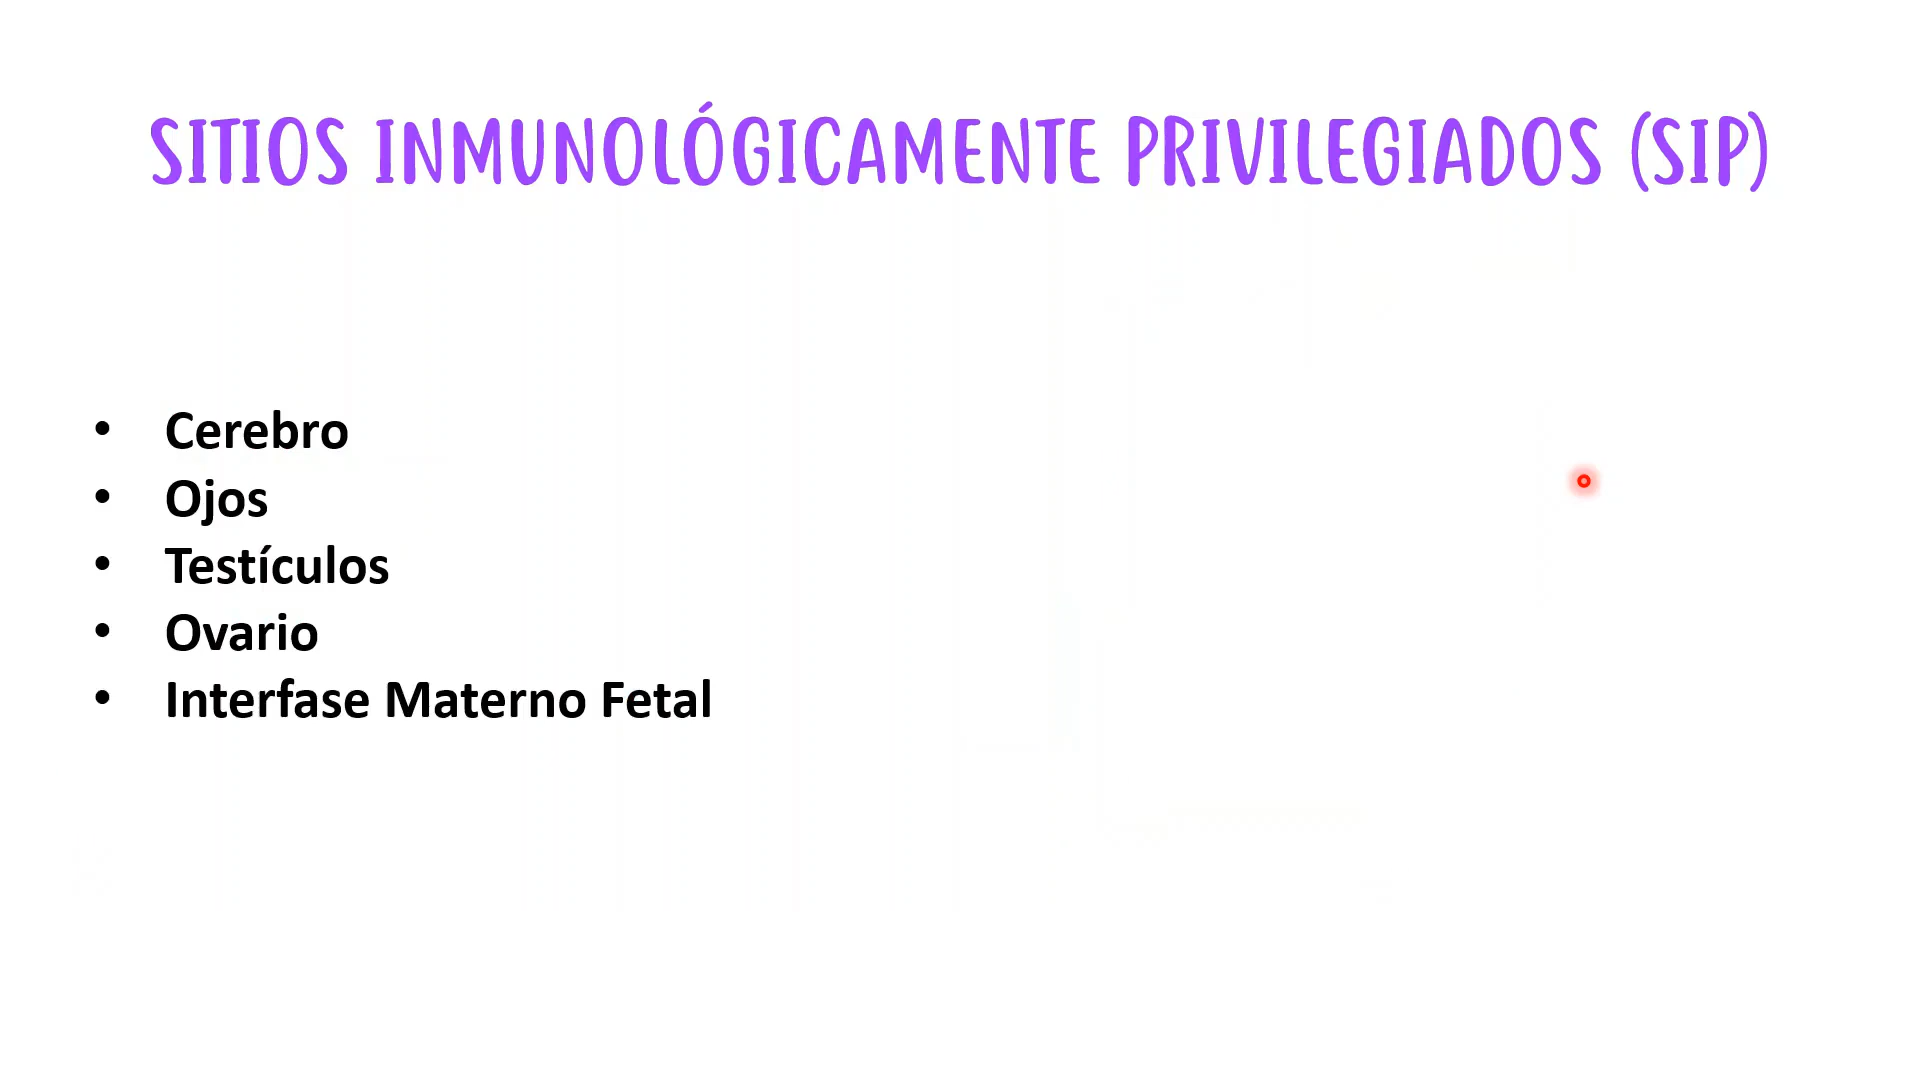 SITIOS INMUNOLÓGICAMENTE PRIVILEGIADOS (SIP)
• Cerebro
• Ojos
• Testículos
• Ovario
• Interfase Materno Fetal